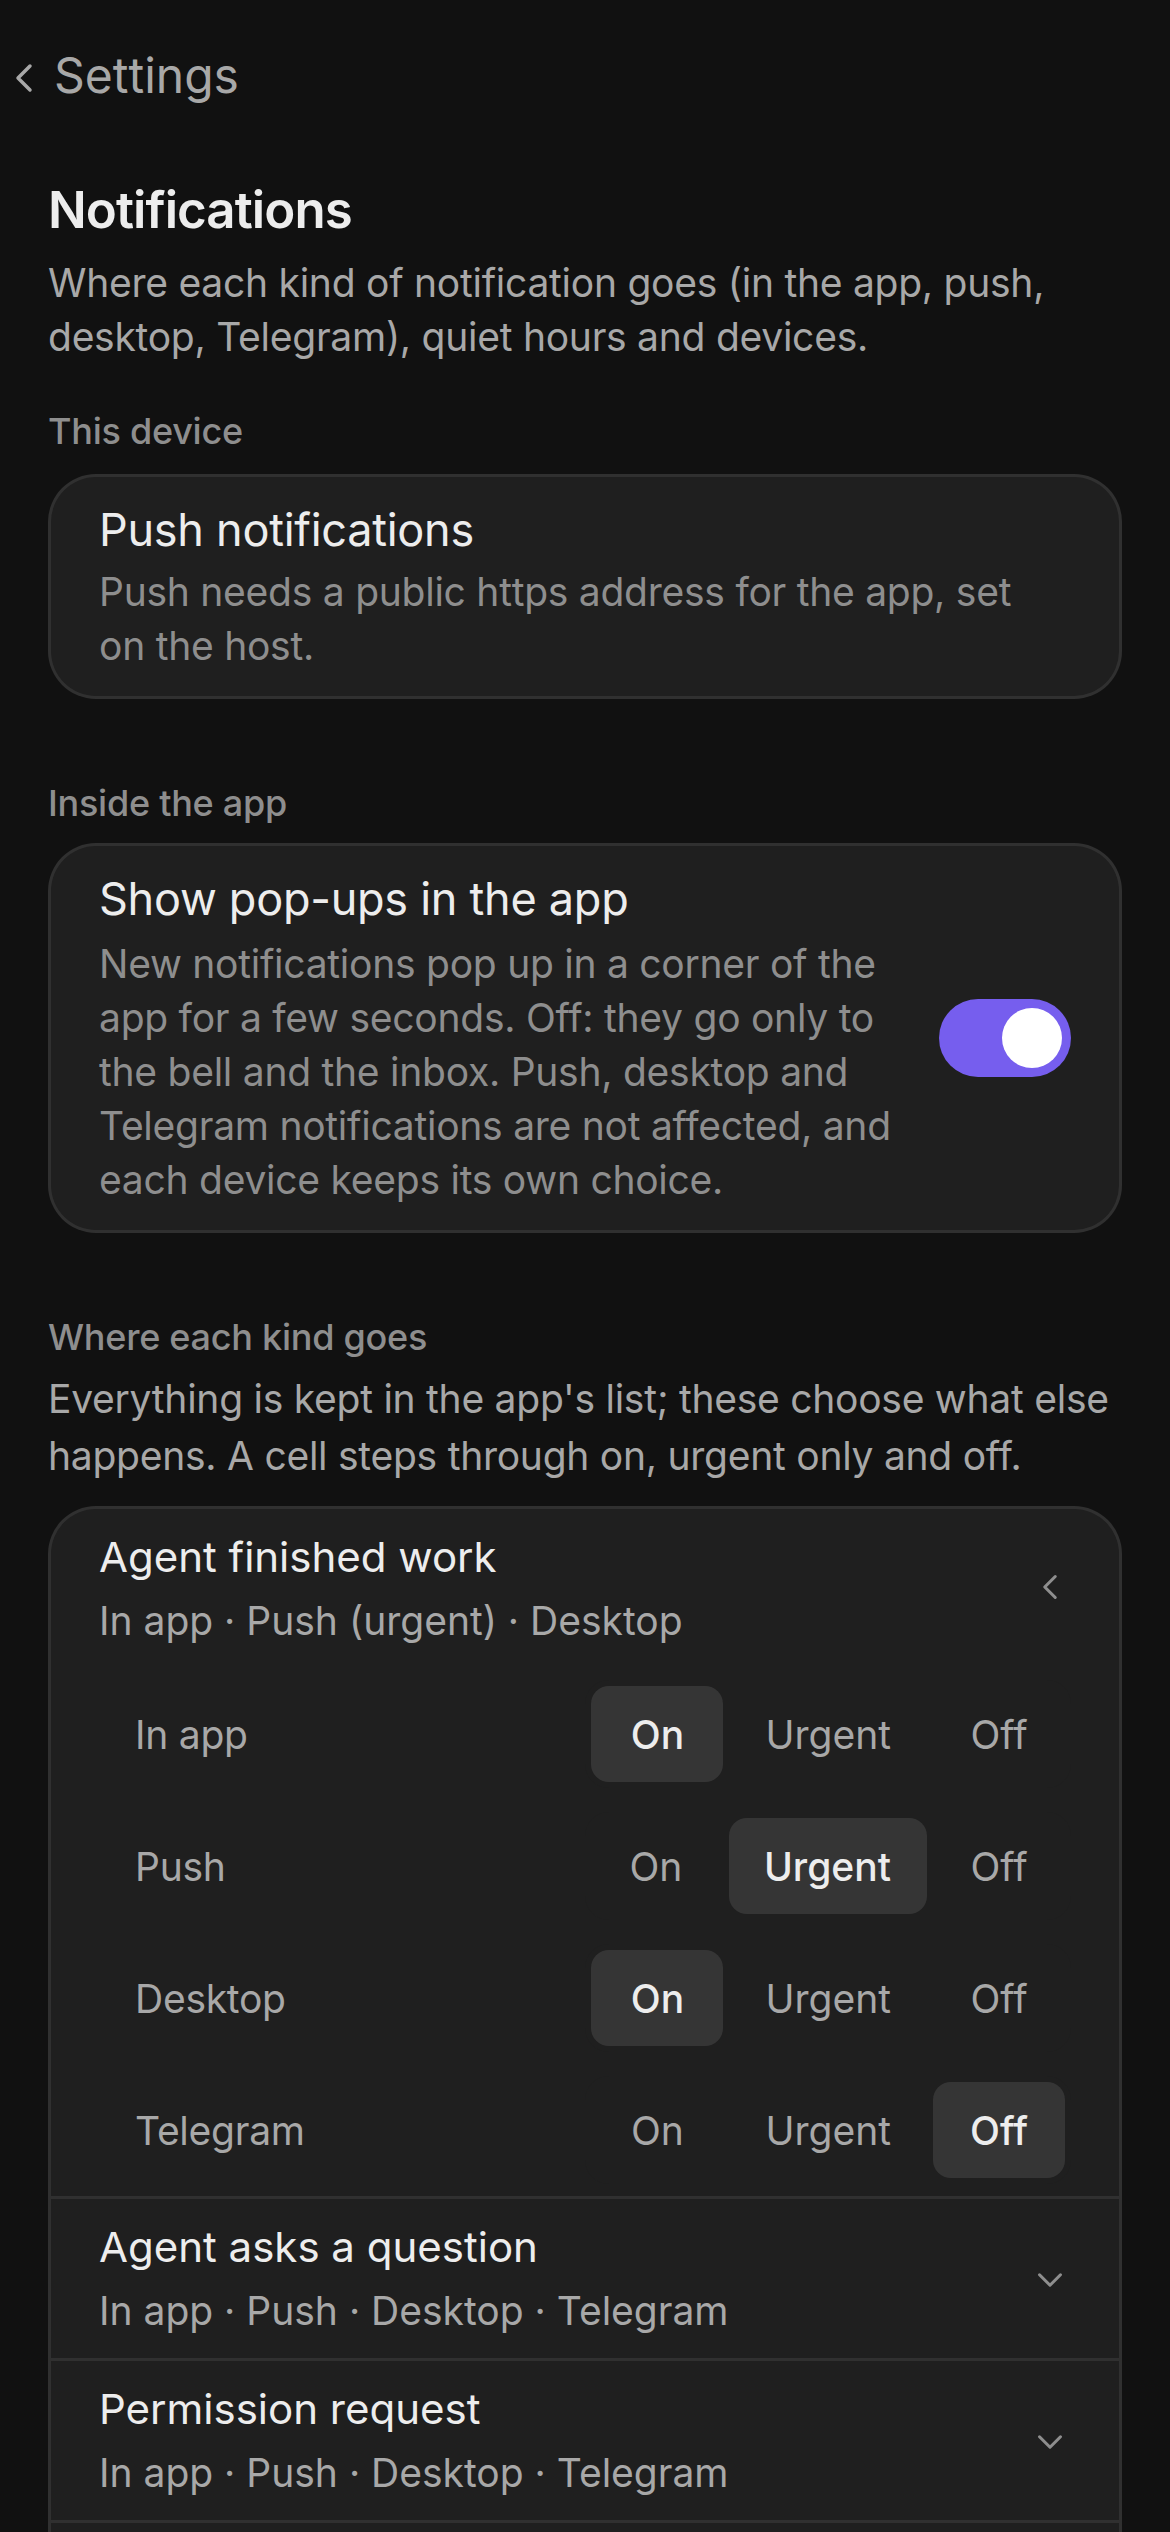 Settings
Notifications
Where each kind of notification goes (in the app, push,
desktop, Telegram), quiet hours and devices.
This device
Push notifications
Push needs a public https address for the app, set
on the host.
Inside the app
Show pop-ups in the app
New notifications pop up in a corner of the
app for a few seconds. Off: they go only to
the bell and the inbox. Push, desktop and
Telegram notifications are not affected, and
each device keeps its own choice.
Where each kind goes
Everything is kept in the app's list; these choose what else
happens. A cell steps through on, urgent only and off.
Agent finished work
In app · Push (urgent) · Desktop
In app On Urgent Off
Push On Urgent Off
Desktop On Urgent Off
Telegram On Urgent Off
Agent asks a question
In app · Push · Desktop · Telegram
Permission request
In app · Push · Desktop · Telegram